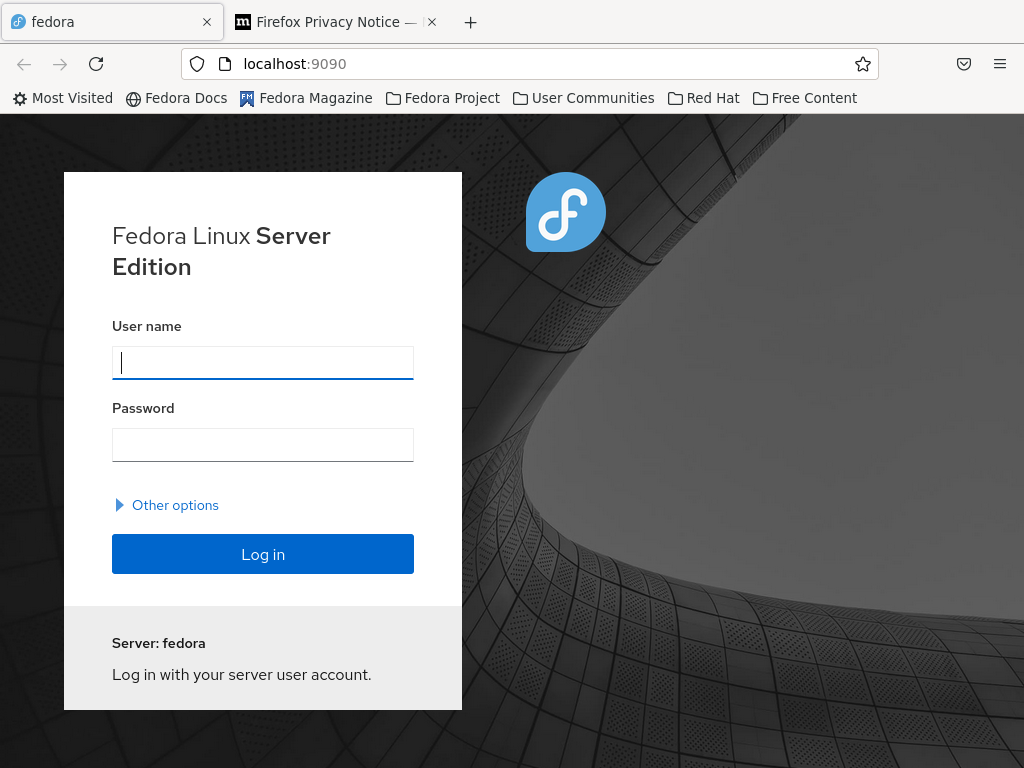 fedora
Firefox Privacy Notice —
localhost:9090
Most Visited Fedora Docs Fedora Magazine Fedora Project User Communities Red Hat Free Content
Fedora Linux Server
Edition
User name
Password
Other options
Log in
Server: fedora
Log in with your server user account.